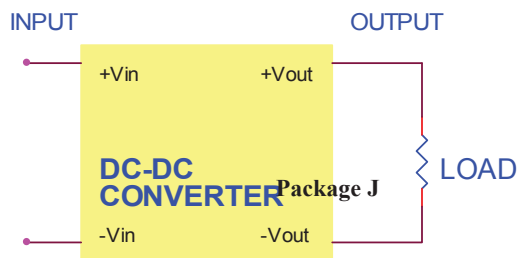 INPUT OUTPUT
+Vin +Vout
DC-DC
CONVERTER Package J
LOAD
-Vin -Vout